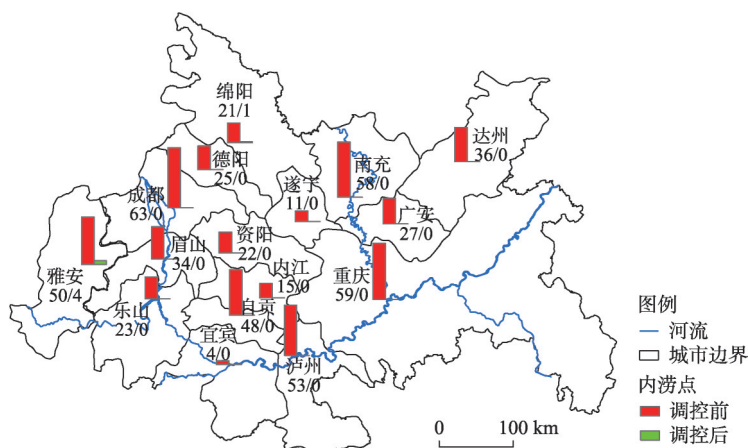 绵阳
21/1
德阳
25/0
成都
63/0
遂宁
11/0
南充
58/0
达州
36/0
广安
27/0
雅安
50/4
眉山
34/0
资阳
22/0
内江
15/0
重庆
59/0
乐山
23/0
自贡
48/0
宜宾
4/0
泸州
53/0
图例
河流
城市边界
内涝点
调控前
调控后
0 100 km